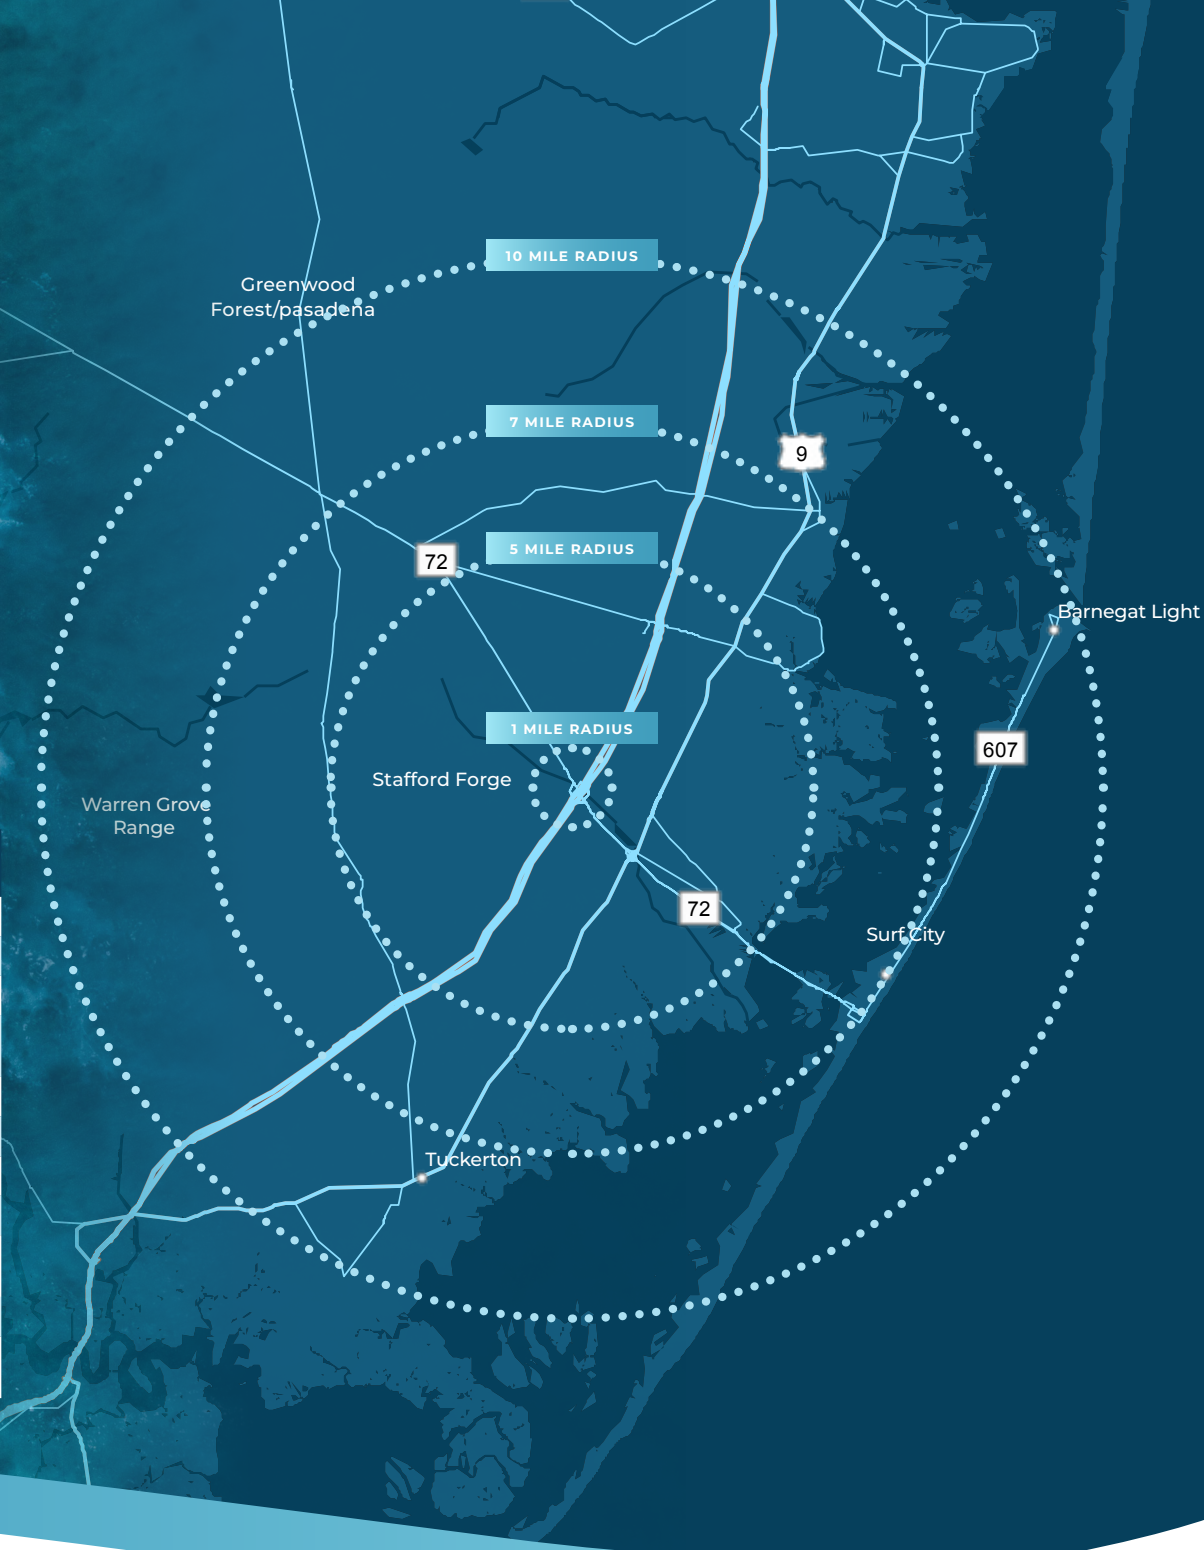 10 MILE RADIUS
Greenwood
Forest/pasadena
7 MILE RADIUS
9
5 MILE RADIUS
72
Barnegat Light
1 MILE RADIUS
607
Stafford Forge
Warren Grove
Range
72
Surf City
Tuckerton